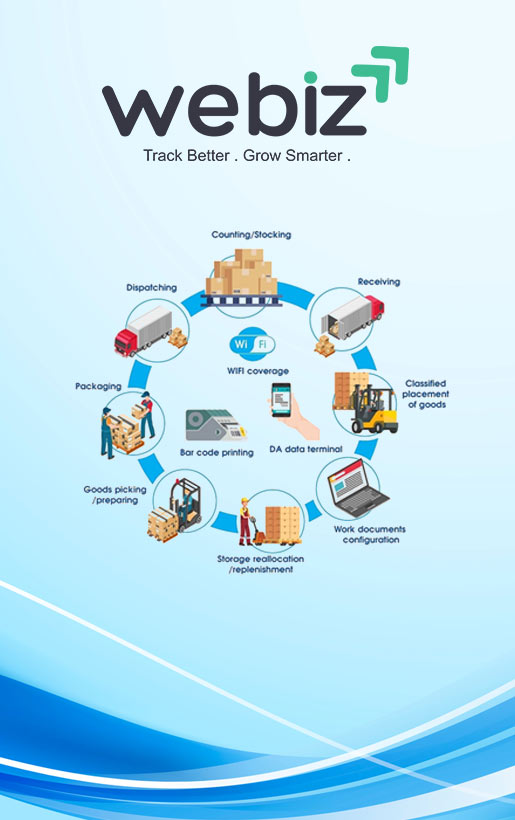 webiz
Track Better . Grow Smarter .
Counting/Stocking
Dispatching
Receiving
Wi Fi
WIFI coverage
Packaging
Classified
placement
of goods
Bar code printing
DA data terminal
Goods picking
/preparing
Work documents
configuration
Storage reallocation
/replenishment